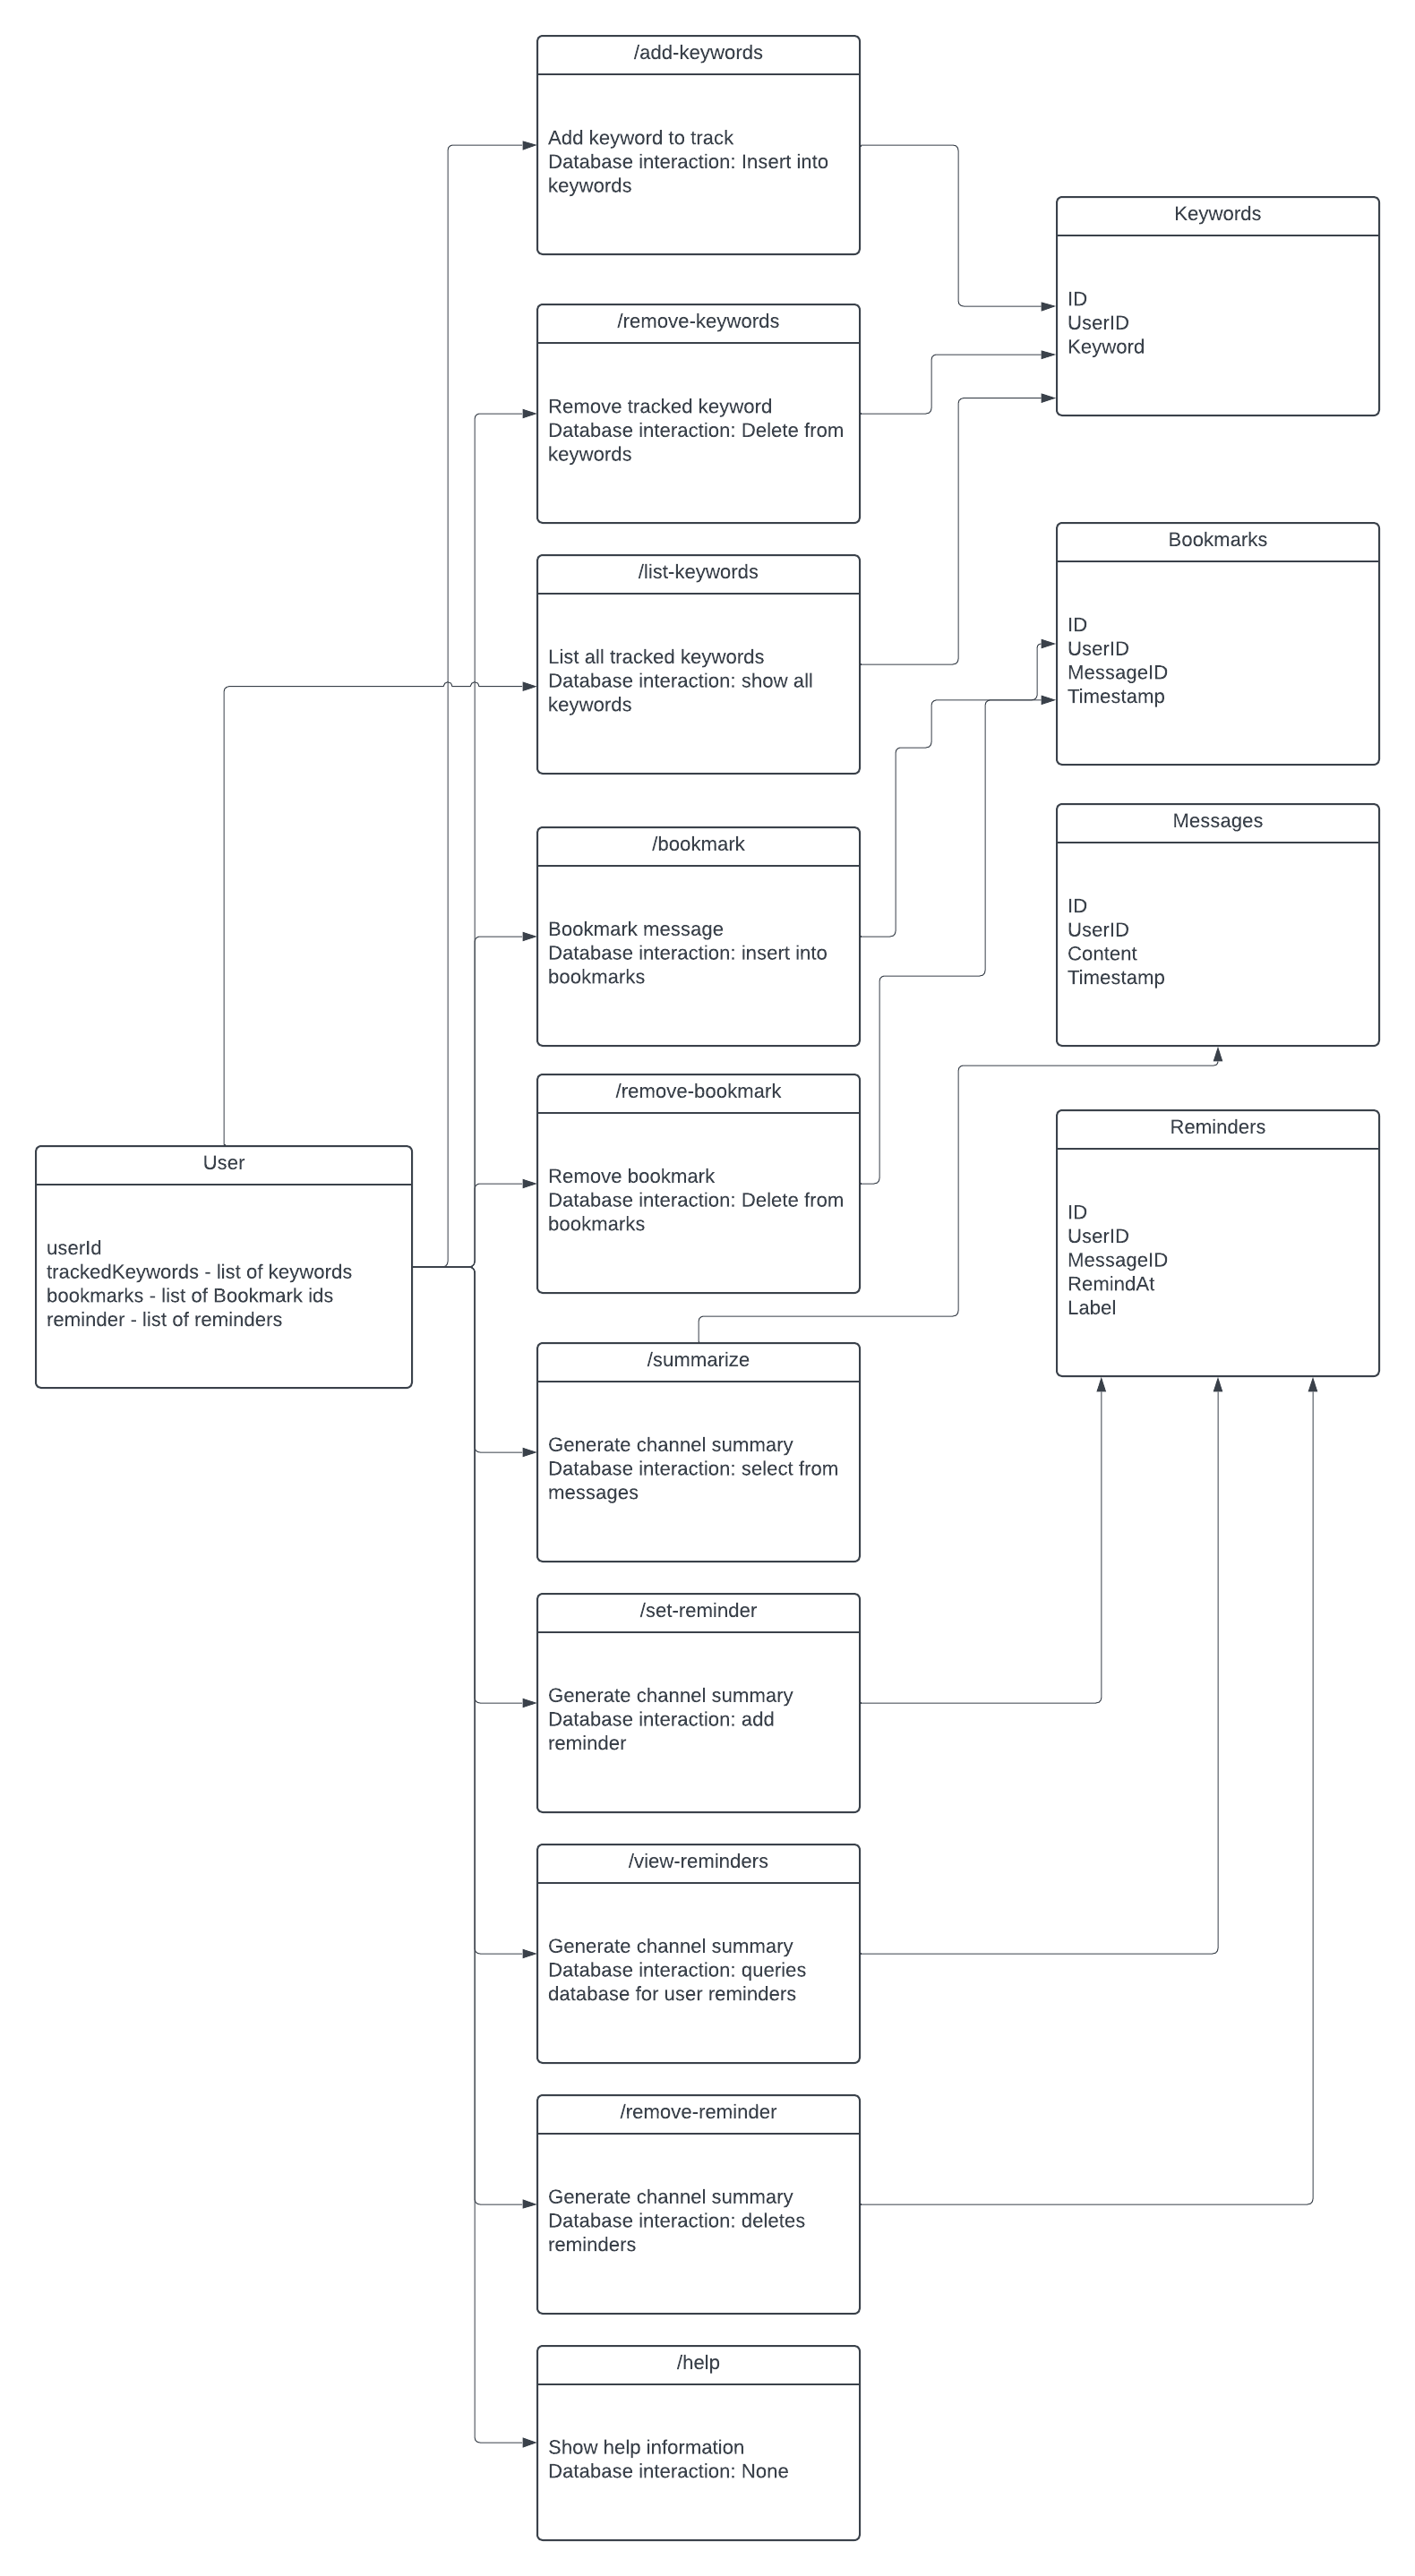 /add-keywords
Add keyword to track
Database interaction: Insert into
keywords
Keywords
ID
UserID
Keyword
/remove-keywords
Remove tracked keyword
Database interaction: Delete from
keywords
/list-keywords
List all tracked keywords
Database interaction: show all
keywords
Bookmarks
ID
UserID
MessageID
Timestamp
/bookmark
Bookmark message
Database interaction: insert into
bookmarks
Messages
ID
UserID
Content
Timestamp
/remove-bookmark
Remove bookmark
Database interaction: Delete from
bookmarks
User
userId
trackedKeywords - list of keywords
bookmarks - list of Bookmark ids
reminder - list of reminders
Reminders
ID
UserID
MessageID
RemindAt
Label
/summarize
Generate channel summary
Database interaction: select from
messages
/set-reminder
Generate channel summary
Database interaction: add
reminder
/view-reminders
Generate channel summary
Database interaction: queries
database for user reminders
/remove-reminder
Generate channel summary
Database interaction: deletes
reminders
/help
Show help information
Database interaction: None